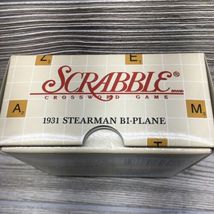 Z E
SCRABBLE®
CROSSWORD GAME
A M
1931 STEARMAN BI-PLANE
T